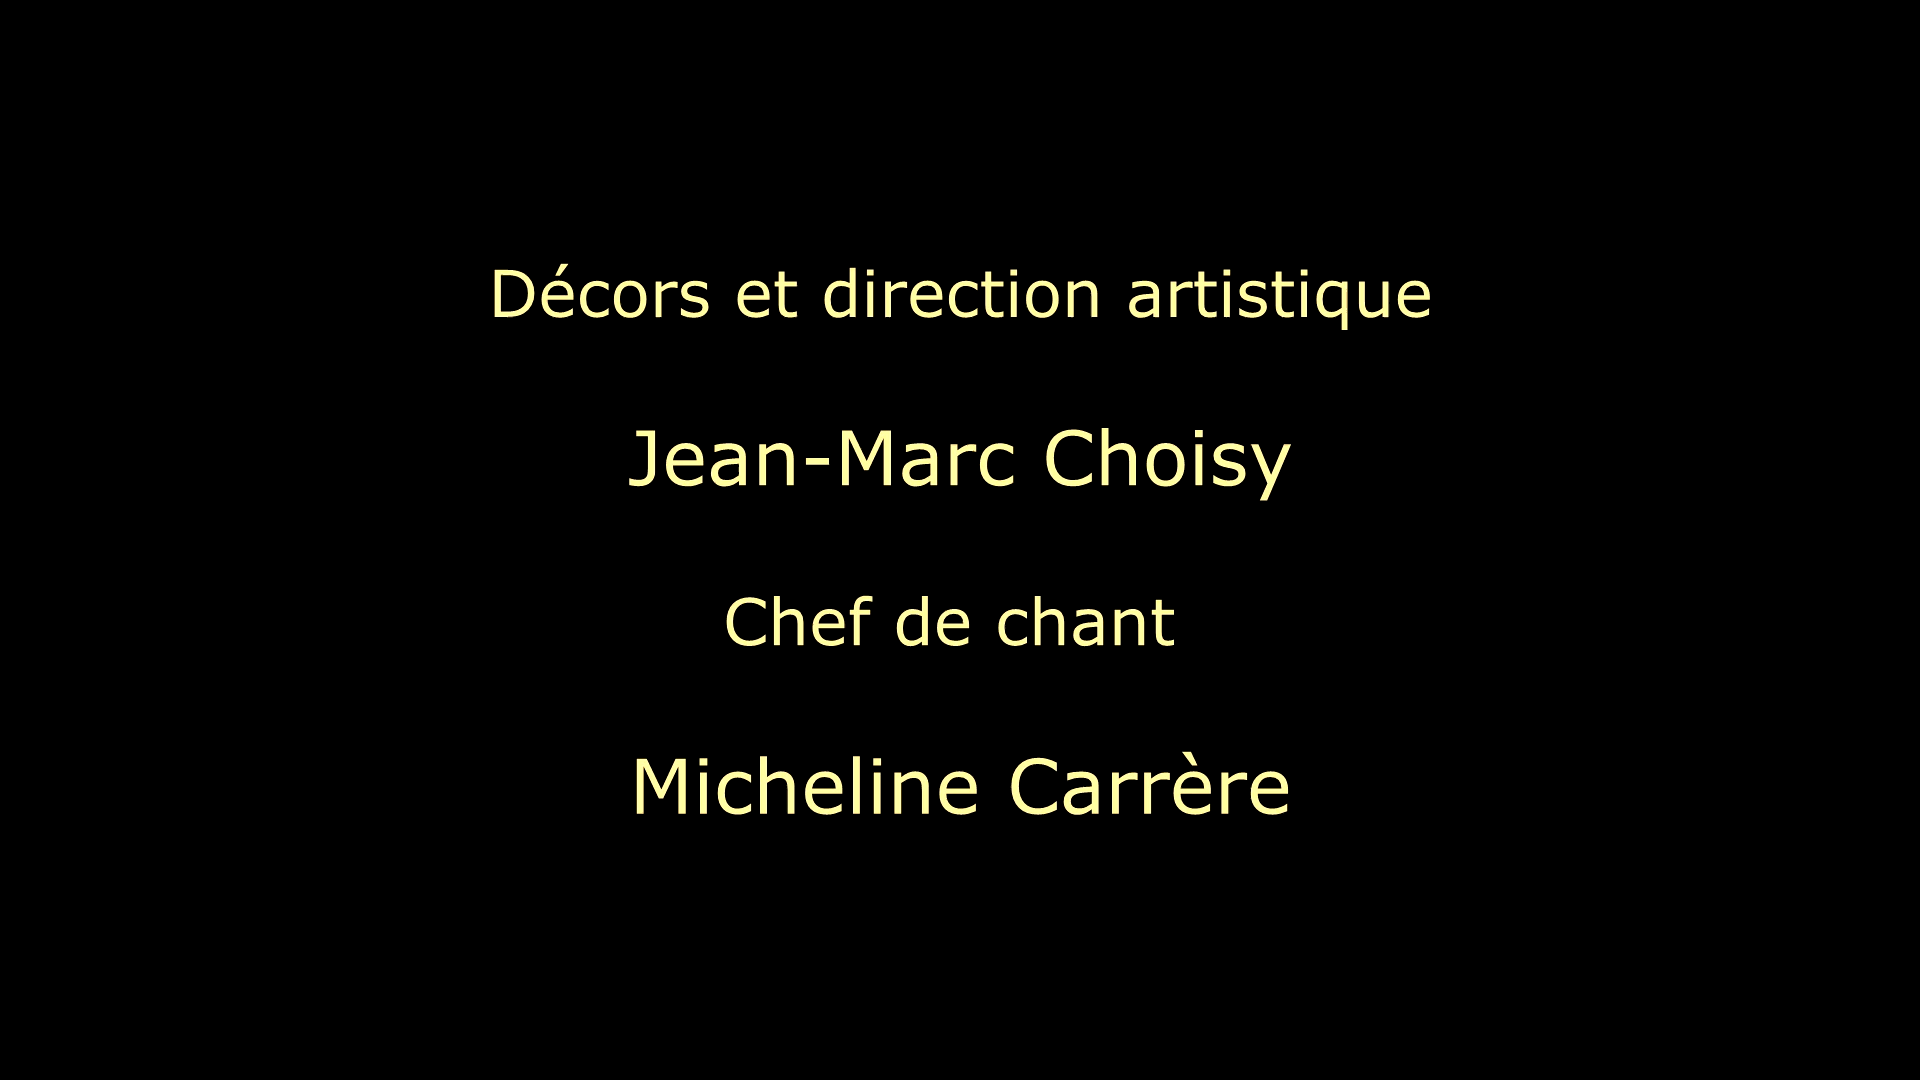 Décors et direction artistique
Jean-Marc Choisy
Chef de chant
Micheline Carrère